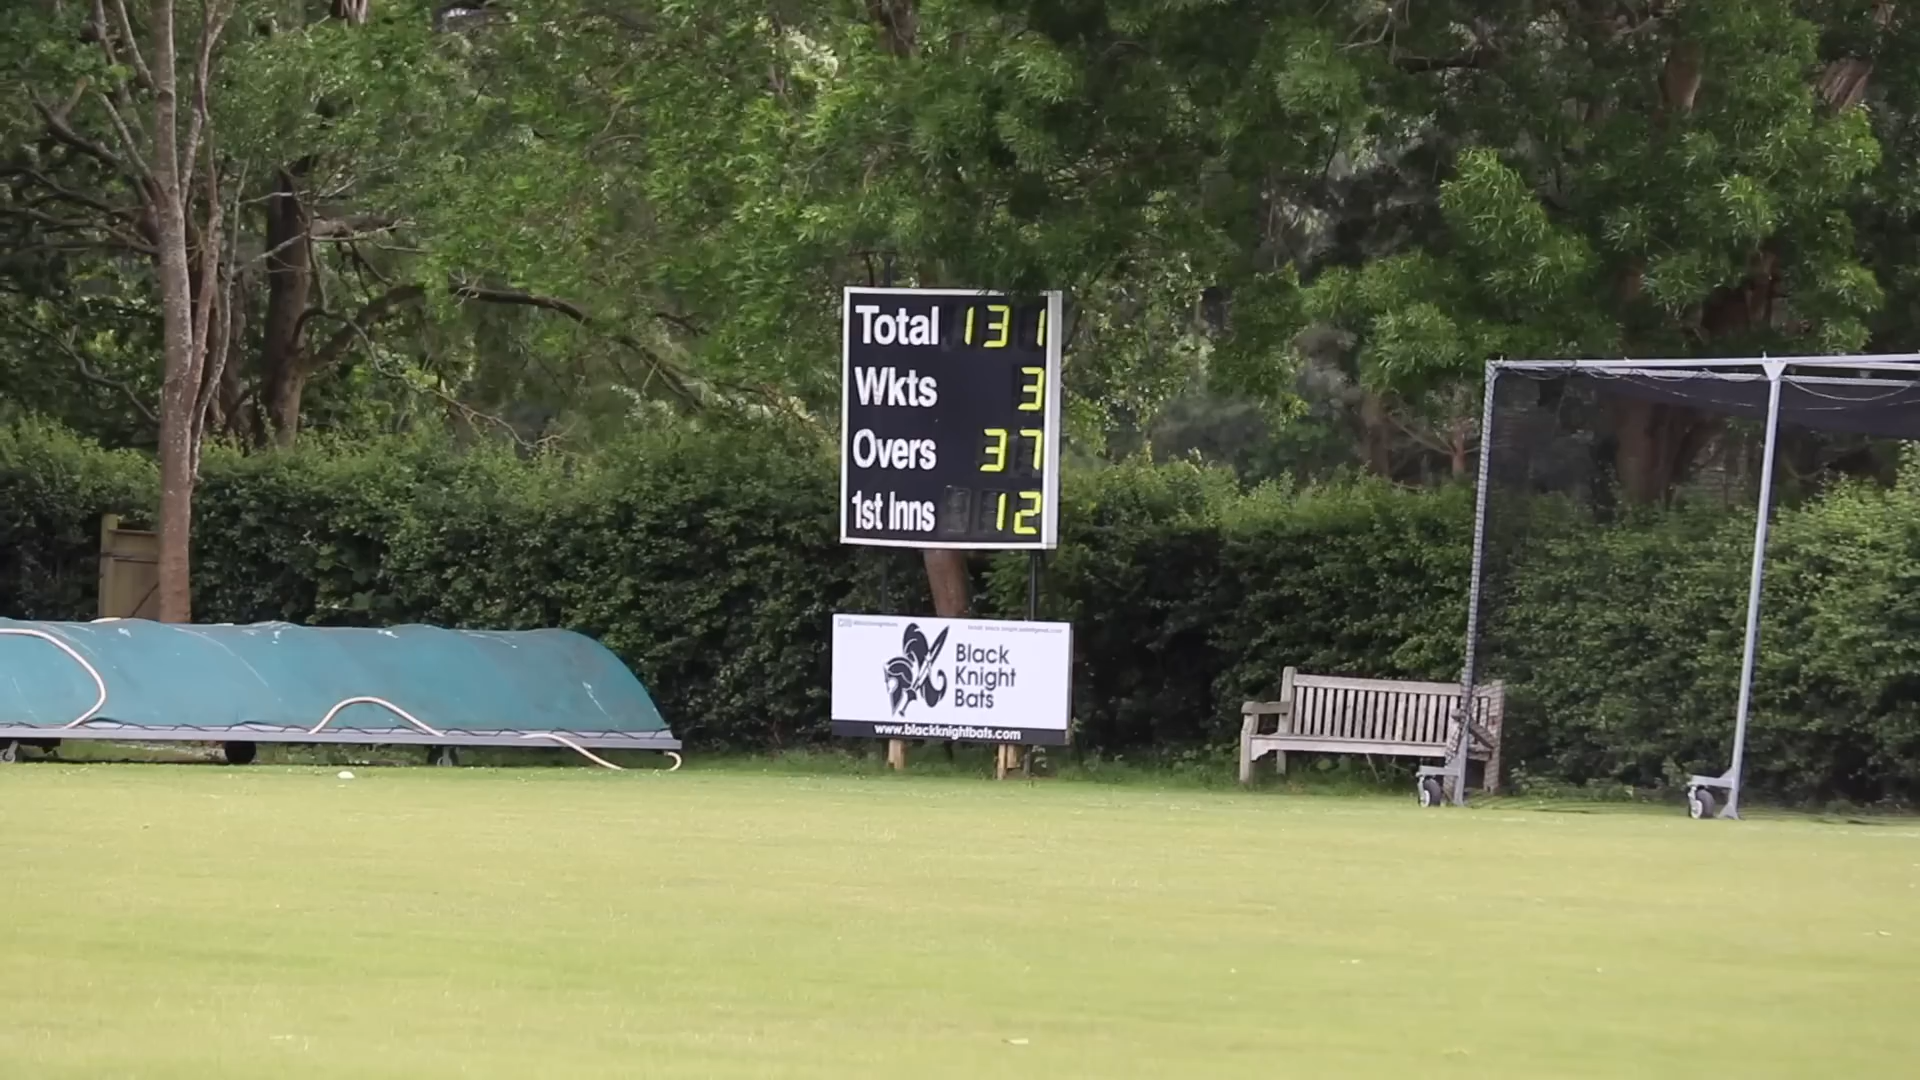 Total 131
Wkts 3
Overs 37
1st Inns 12
Black
Knight
Bats
www.blackknightbats.com